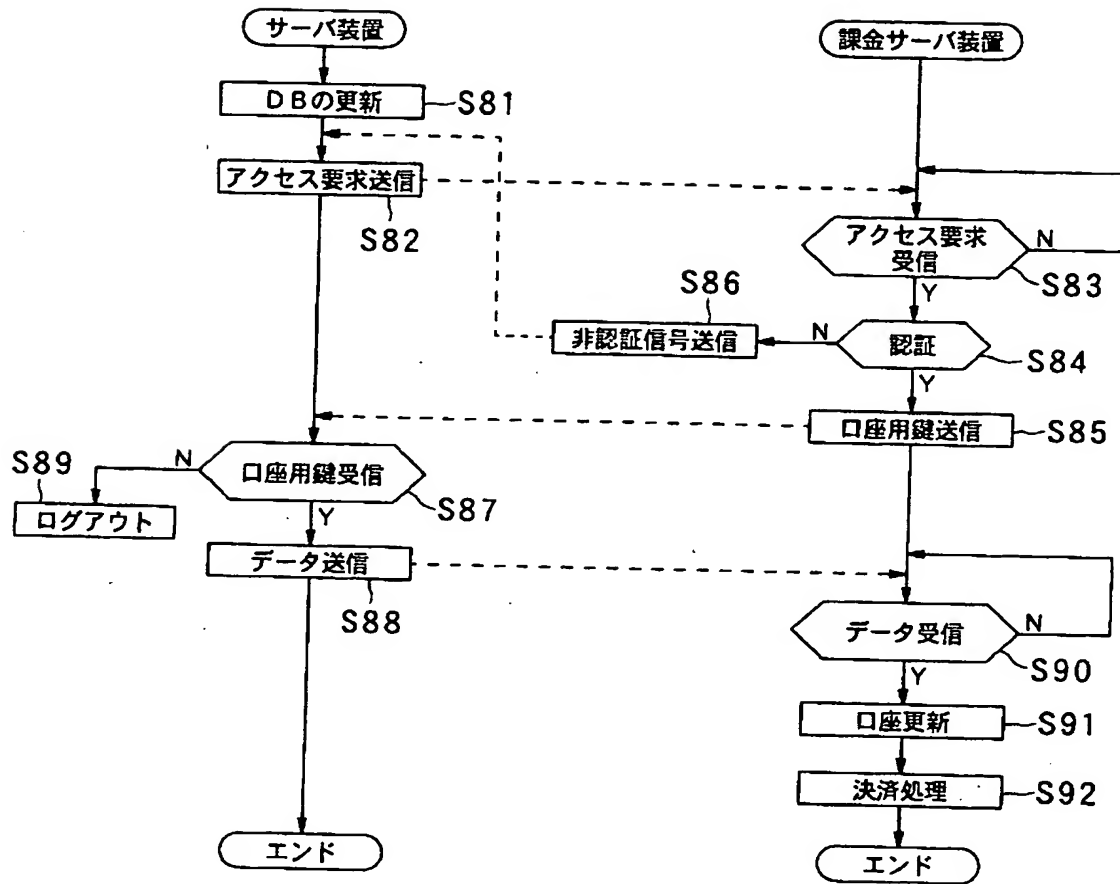 サーバ装置
DBの更新
S81
アクセス要求送信
S82
口座用鍵受信
N
S87
Y
S89
ログアウト
データ送信
S88
エンド
課金サーバ装置
アクセス要求
受信
N
S83
Y
認証
N
S84
Y
S86
非認証信号送信
口座用鍵送信
S85
データ受信
N
S90
Y
口座更新
S91
決済処理
S92
エンド